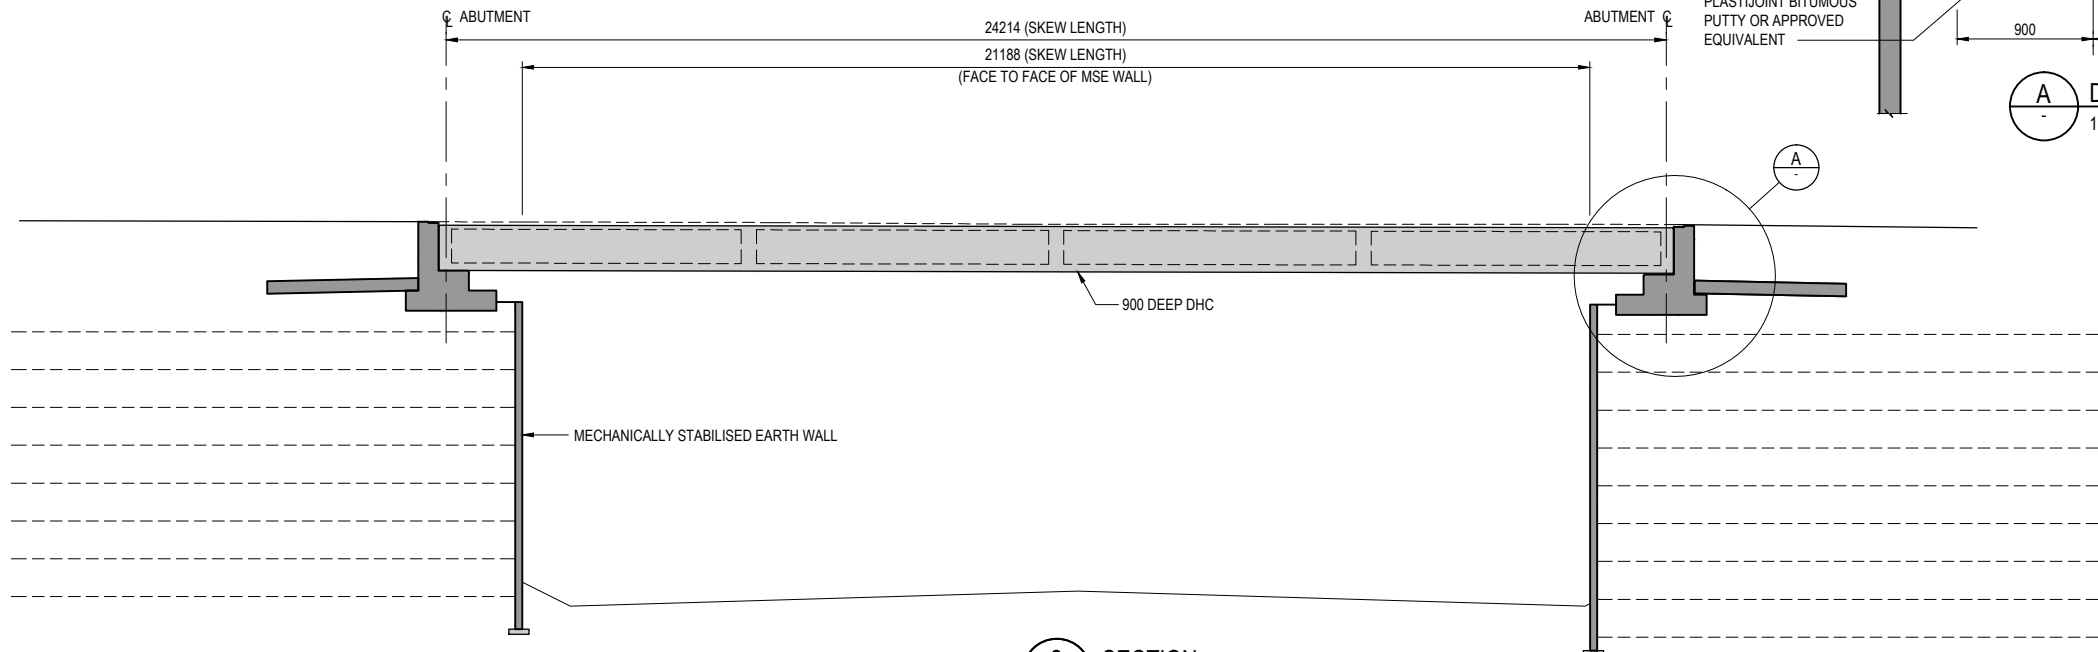 ℄ ABUTMENT
24214 (SKEW LENGTH)
ABUTMENT ℄
21188 (SKEW LENGTH)
(FACE TO FACE OF MSE WALL)
PLASTIJOINT BITUMOUS
PUTTY OR APPROVED
EQUIVALENT
900
A
-
D
1
A
-
900 DEEP DHC
MECHANICALLY STABILISED EARTH WALL
SECTION